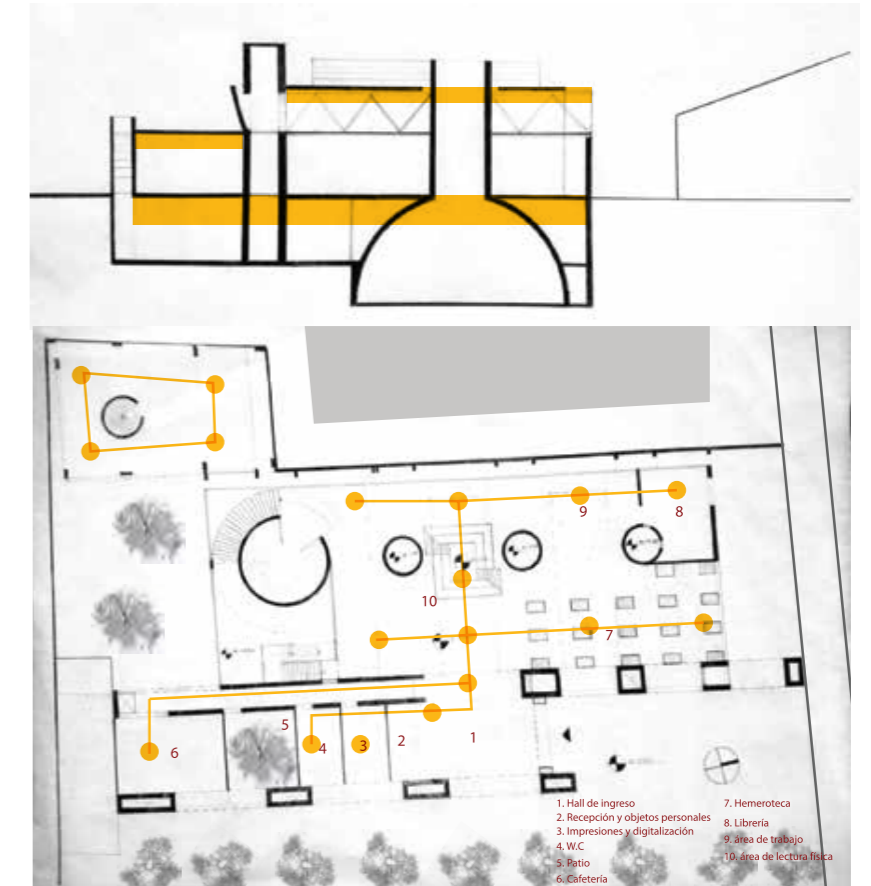 9
8
10
7
5
4
3
2
1
6
1. Hall de ingreso
2. Recepción y objetos personales
3. Impresiones y digitalización
4. W.C
5. Patio
6. Cafetería
7. Hemeroteca
8. Librería
9. área de trabajo
10. área de lectura física